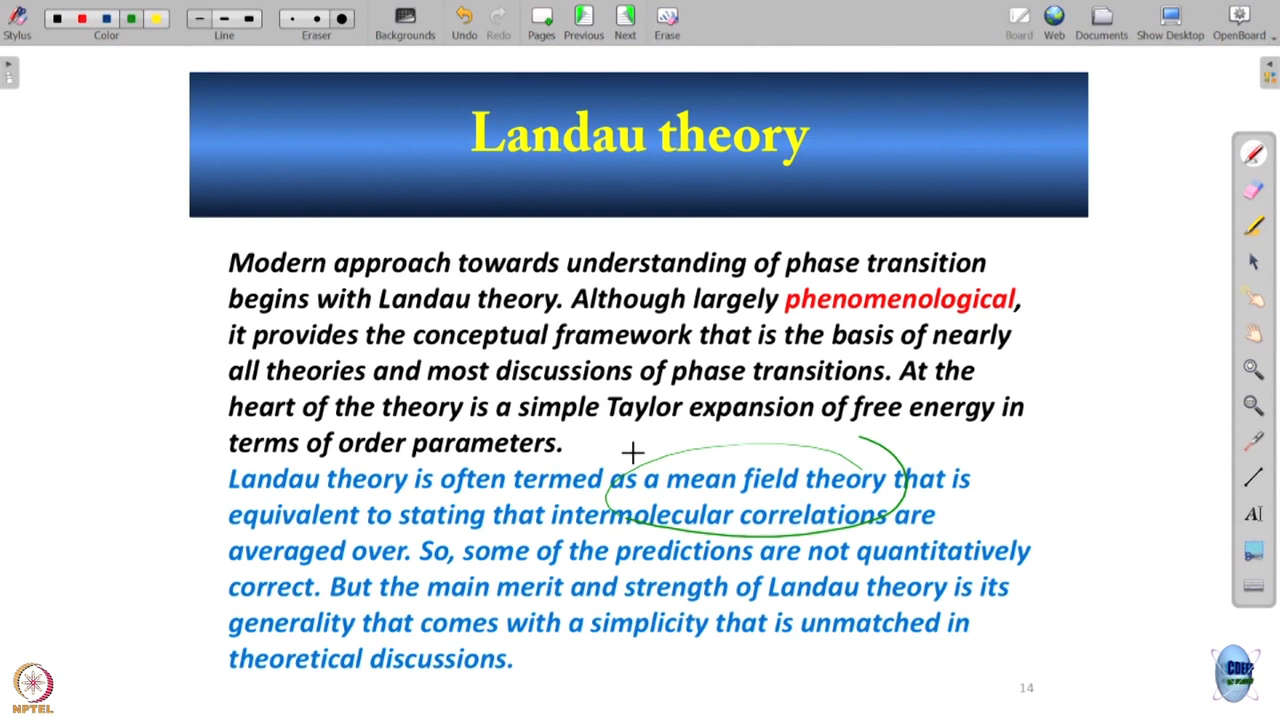 Stylus
Color
Line
Eraser
Backgrounds
Undo
Redo
Pages
Previous
Next
Erase
Board
Web
Documents
Show Desktop
OpenBoard
Landau theory
Modern approach towards understanding of phase transition
begins with Landau theory. Although largely phenomenological,
it provides the conceptual framework that is the basis of nearly
all theories and most discussions of phase transitions. At the
heart of the theory is a simple Taylor expansion of free energy in
terms of order parameters.
Landau theory is often termed as a mean field theory that is
equivalent to stating that intermolecular correlations are
averaged over. So, some of the predictions are not quantitatively
correct. But the main merit and strength of Landau theory is its
generality that comes with a simplicity that is unmatched in
theoretical discussions.
14
AI
NPTEL
CDEEP